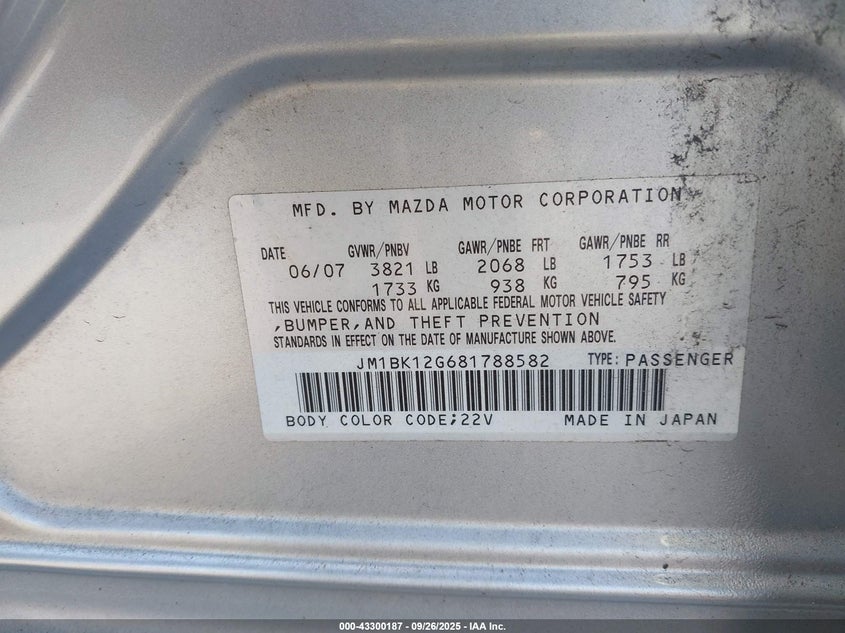 MFD. BY MAZDA MOTOR CORPORATION
DATE GVWR/PNBV GAWR/PNBE FRT GAWR/PNBE RR
06/07 3821 LB 2068 LB 1753 LB
1733 KG 938 KG 795 KG
THIS VEHICLE CONFORMS TO ALL APPLICABLE FEDERAL MOTOR VEHICLE SAFETY
,BUMPER,AND THEFT PREVENTION
STANDARDS IN EFFECT ON THE DATE OF MANUFACTURE SHOWN ABOVE.
JM1BK12G681788582 TYPE: PASSENGER
BODY COLOR CODE;22V MADE IN JAPAN
000-43300187 - 09/26/2025 - IAA Inc.